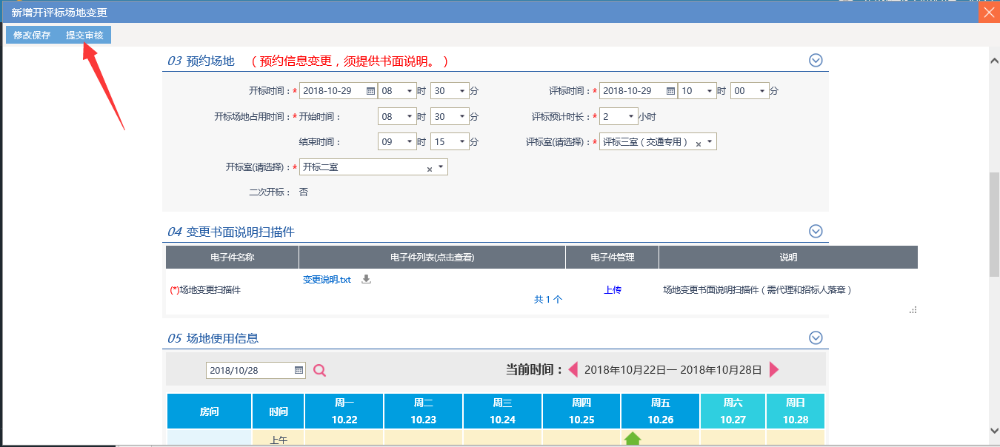 新增开评标场地变更
修改保存 提交审核
03 预约场地 （ 预约信息变更，须提供书面说明。）
开标时间：* 2018-10-29 08 时 30 分 评标时间：* 2018-10-29 10 时 00 分
开标场地占用时间：* 开始时间： 08 时 30 分 评标预计时长：* 2 小时
结束时间： 09 时 15 分 评标室(请选择)：* 评标三室（交通专用） x
开标室(请选择)：* 开标二室 x
二次开标： 否
04 变更书面说明扫描件
电子件名称 电子件列表(点击查看) 电子件管理 说明
变更说明.txt
(*)场地变更扫描件 上传 场地变更书面说明扫描件（需代理和招标人落章）
共 1 个
05 场地使用信息
2018/10/28 当前时间： 2018年10月22日一 2018年10月28日
房间 时间 周一 10.22 周二 10.23 周三 10.24 周四 10.25 周五 10.26 周六 10.27 周日 10.28
上午